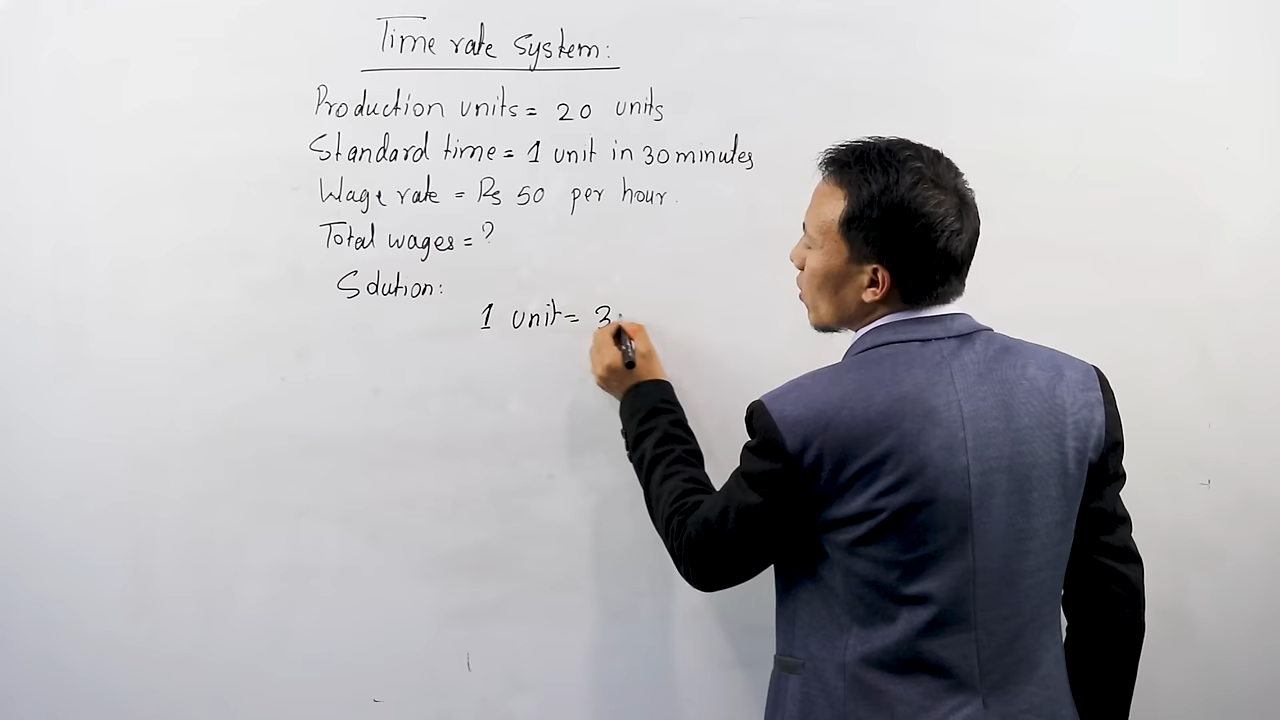 Time rate system:
Production units = 20 units
Standard time = 1 unit in 30 minutes
Wage rate = Rs 50 per hour.
Total wages = ?
Solution:
1 unit = 3